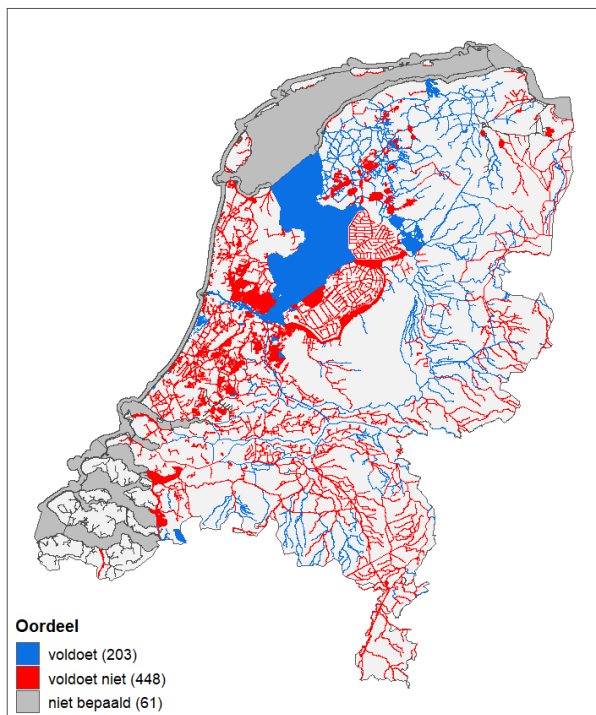 Oordeel
voldoet (203)
voldoet niet (448)
niet bepaald (61)